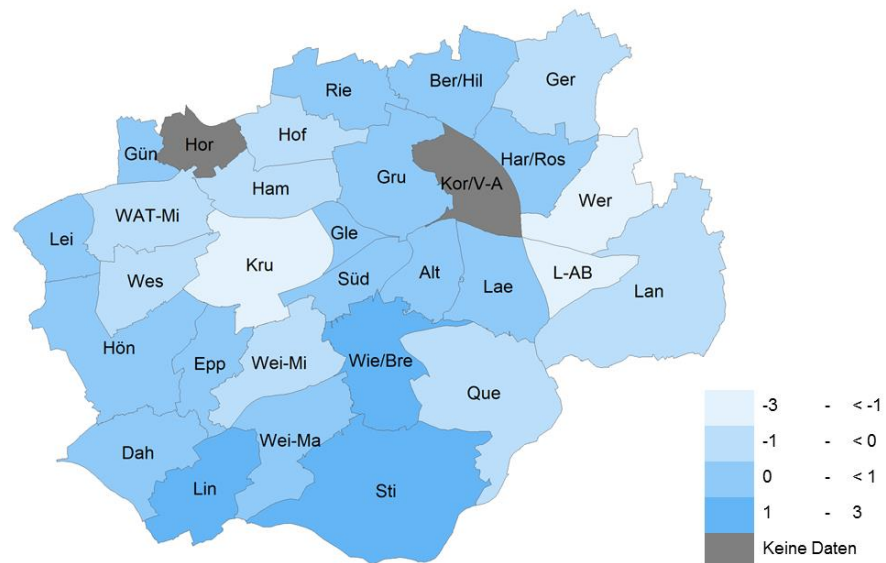 Rie
Ber/Hil
Ger
Hor
Hof
Gün
Gru
Har/Ros
Kor/V-A
Ham
Wer
WAT-Mi
Lei
Gle
Kru
Wes
Süd
Alt
Lae
L-AB
Lan
Hön
Epp
Wei-Mi
Wie/Bre
Que
Wei-Ma
Dah
Lin
Sti
-3 - < -1
-1 - < 0
0 - < 1
1 - 3
Keine Daten